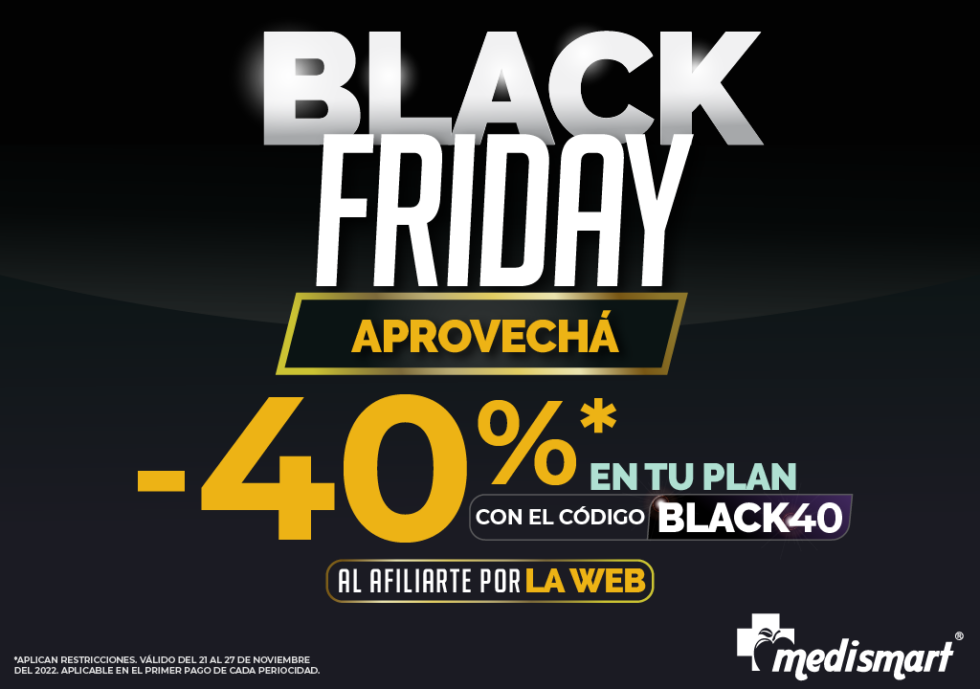 BLACK
FRIDAY
APROVECHÁ
-40%*
EN TU PLAN
CON EL CÓDIGO BLACK40
AL AFILIARTE POR LA WEB
*APLICAN RESTRICCIONES. VÁLIDO DEL 21 AL 27 DE NOVIEMBRE
DEL 2022. APLICABLE EN EL PRIMER PAGO DE CADA PERIOCIDAD.
medismart®